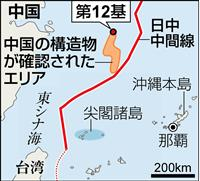 中国
第12基
日中
中間線
中国の構造物
が確認された
エリア
沖縄本島
東シナ海
尖閣諸島
那覇
台湾
200km